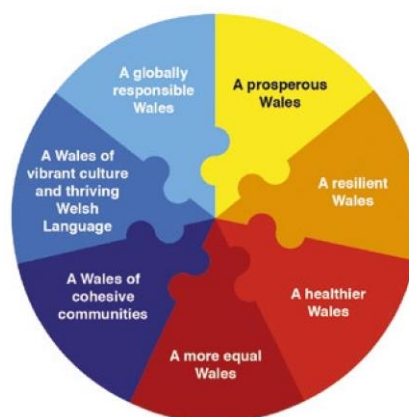 A prosperous
Wales
A resilient
Wales
A healthier
Wales
A more equal
Wales
A Wales of
cohesive
communities
A Wales of
vibrant culture
and thriving
Welsh
Language
A globally
responsible
Wales